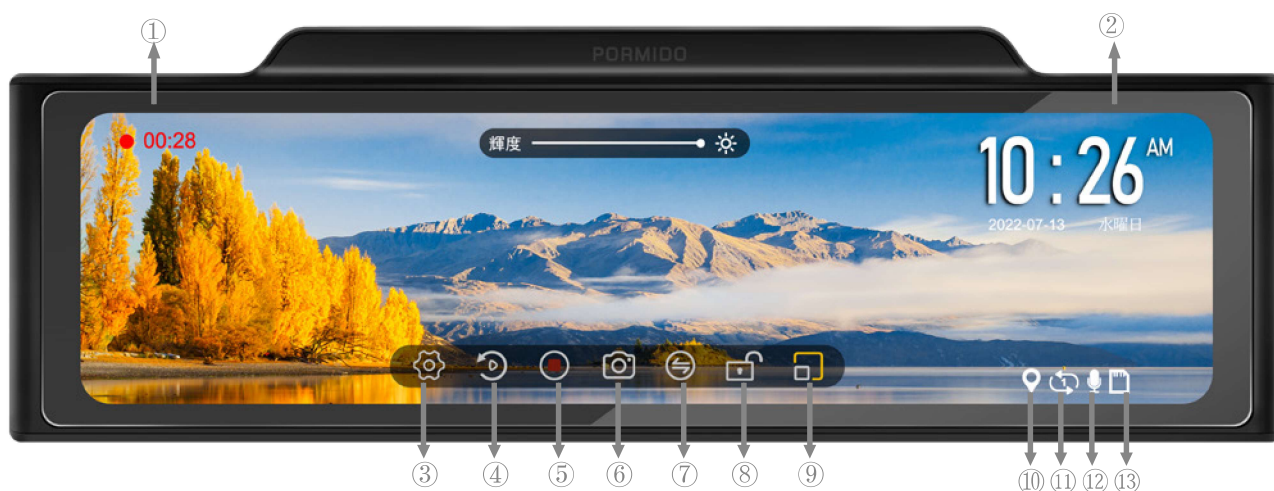 ① ②
PORMIDO
00:28
輝度
10:26 AM
2022-07-13 水曜日
1
③ ④ ⑤ ⑥ ⑦ ⑧ ⑨ ⑩ ⑪ ⑫ ⑬